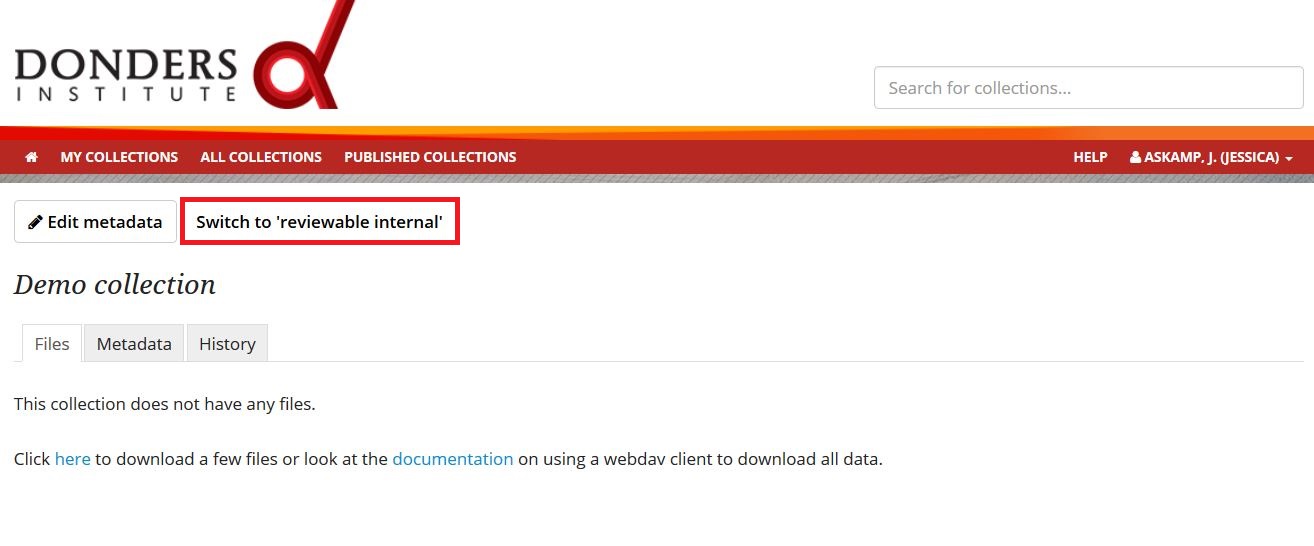 DONDERS
INSTITUTE
Search for collections...
MY COLLECTIONS ALL COLLECTIONS PUBLISHED COLLECTIONS HELP ASKAMP, J. (JESSICA)
Edit metadata Switch to 'reviewable internal'
Demo collection
Files Metadata History
This collection does not have any files.
Click here to download a few files or look at the documentation on using a webdav client to download all data.